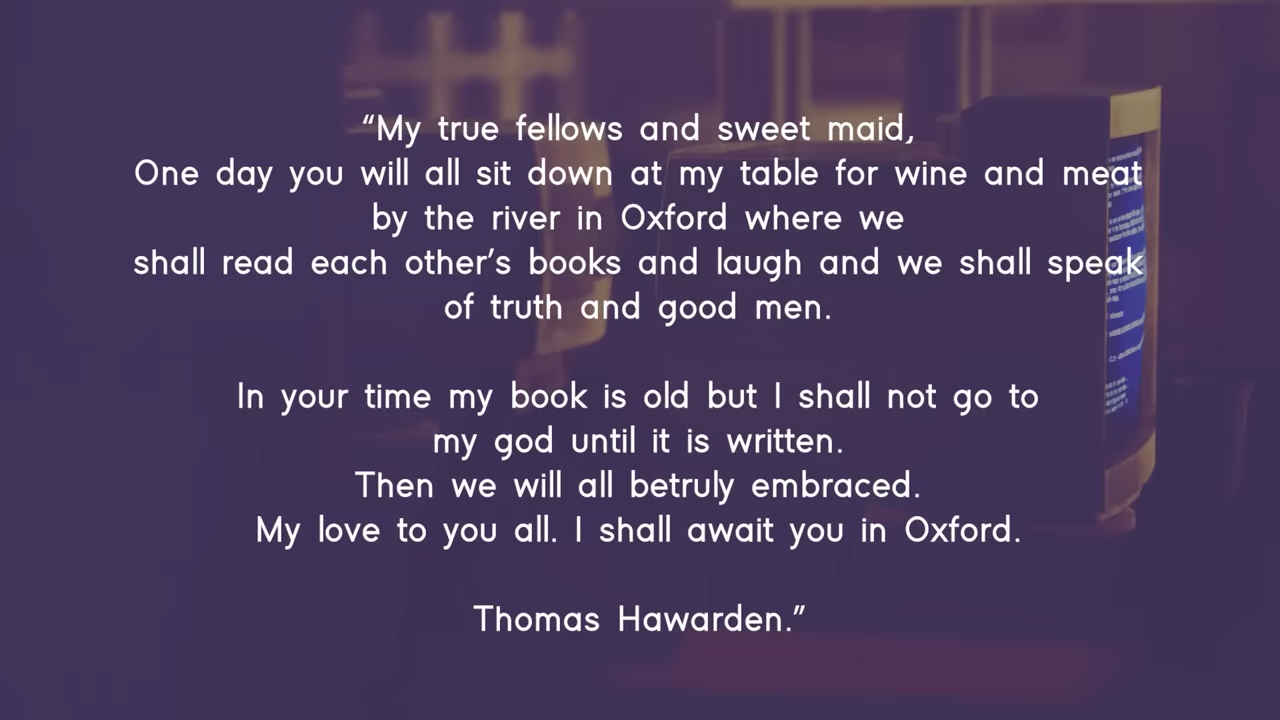 “My true fellows and sweet maid,
One day you will all sit down at my table for wine and meat
by the river in Oxford where we
shall read each other’s books and laugh and we shall speak
of truth and good men.
In your time my book is old but I shall not go to
my god until it is written.
Then we will all betruly embraced.
My love to you all. I shall await you in Oxford.
Thomas Hawarden.”